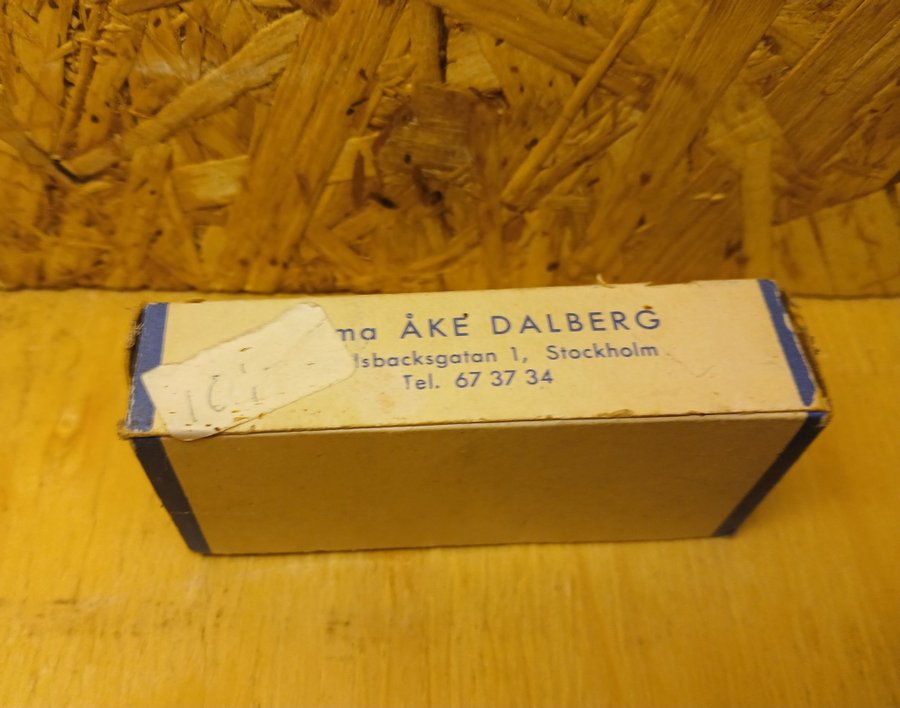 ma ÅKE DALBERG
lsbacksgatan 1, Stockholm
Tel. 67 37 34